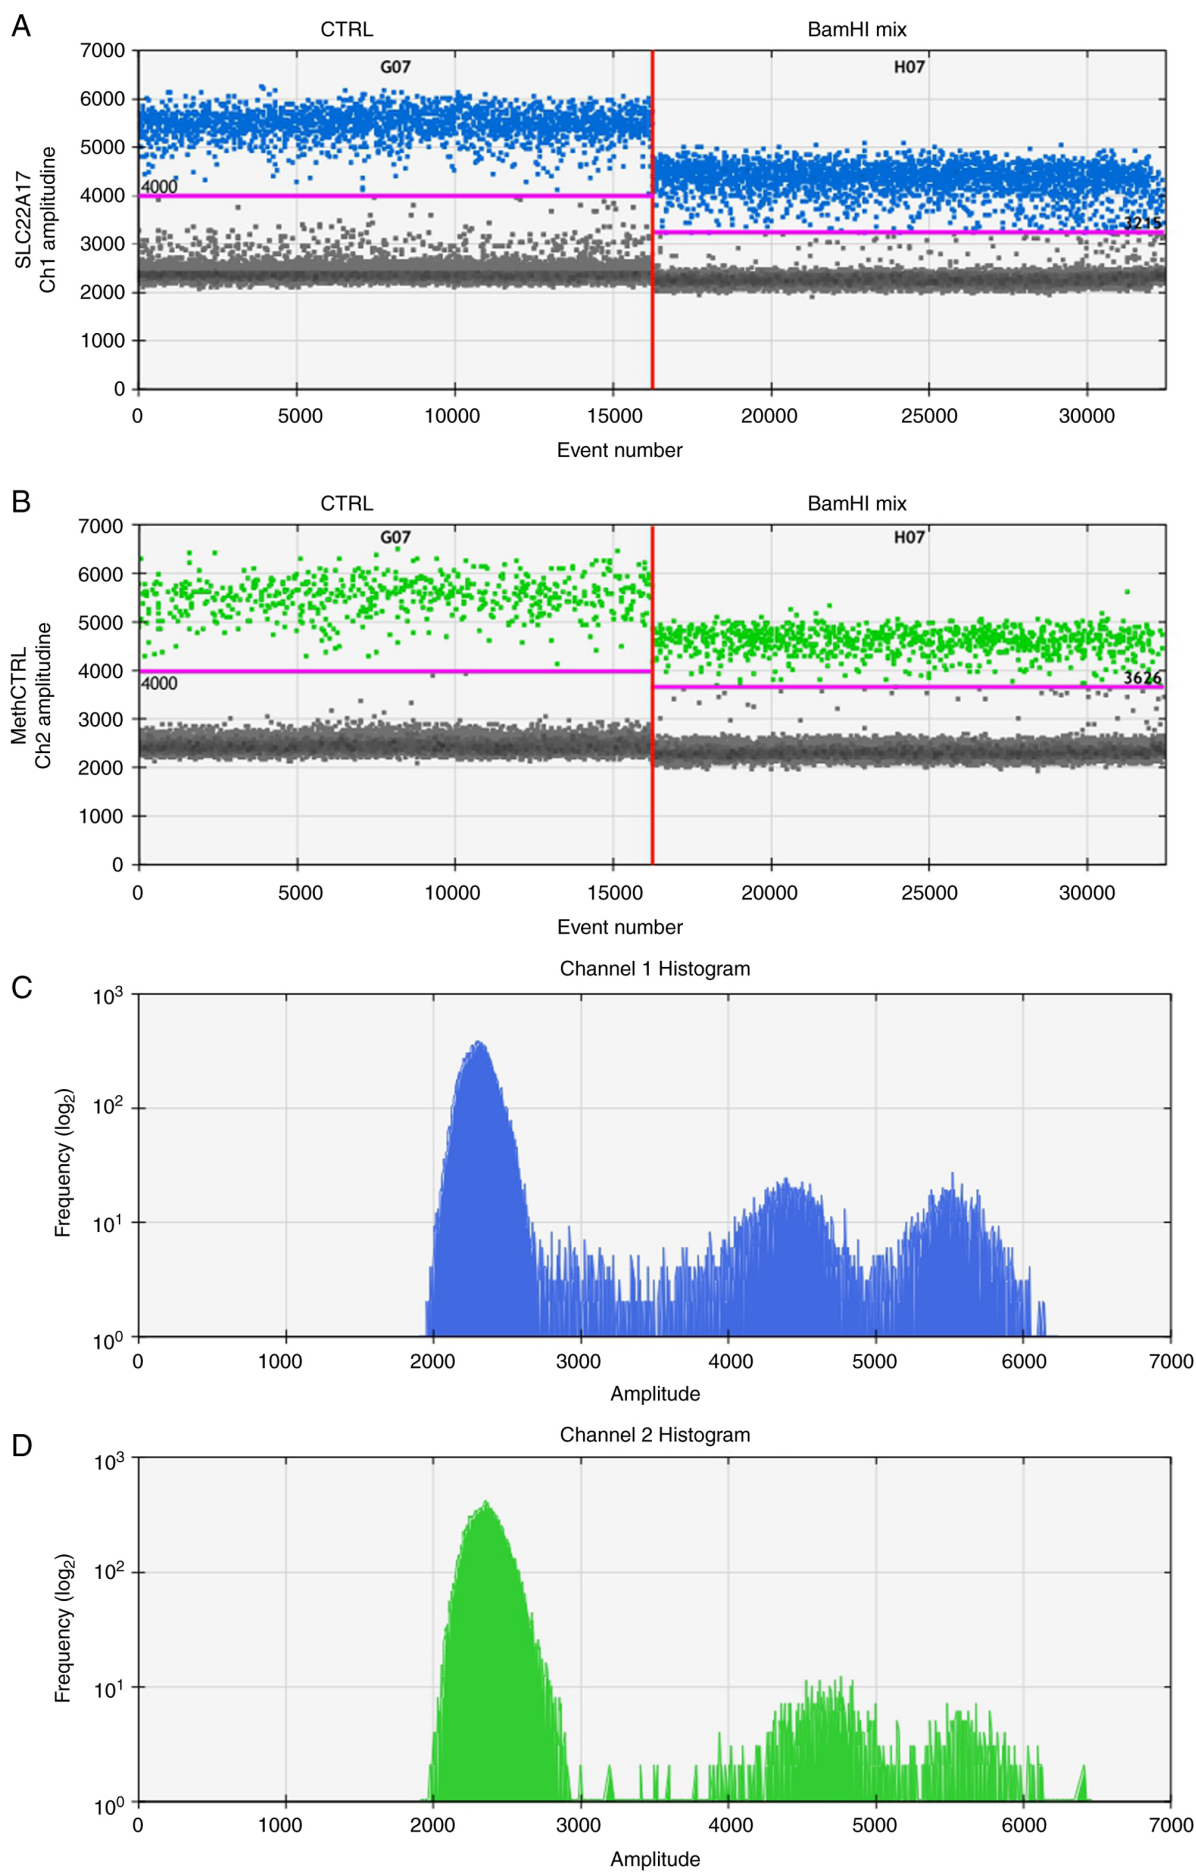 A
CTRL
BamHI mix
SLC22A17
Ch1 amplitudine
7000
6000
5000
4000
3000
2000
1000
0
G07
H07
4000
3215
0
5000
10000
15000
20000
25000
30000
Event number
B
CTRL
BamHI mix
MethCTRL
Ch2 amplitudine
7000
6000
5000
4000
3000
2000
1000
0
G07
H07
4000
3626
0
5000
10000
15000
20000
25000
30000
Event number
C
Channel 1 Histogram
Frequency (log₂)
10³
10²
10¹
10⁰
0
1000
2000
3000
4000
5000
6000
7000
Amplitude
D
Channel 2 Histogram
Frequency (log₂)
10³
10²
10¹
10⁰
0
1000
2000
3000
4000
5000
6000
7000
Amplitude